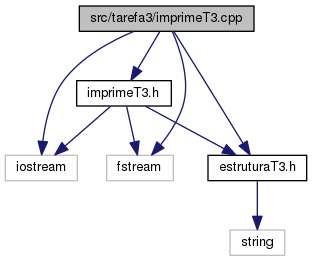 src/tarefa3/imprimeT3.cpp
imprimeT3.h
iostream
fstream
estruturaT3.h
string